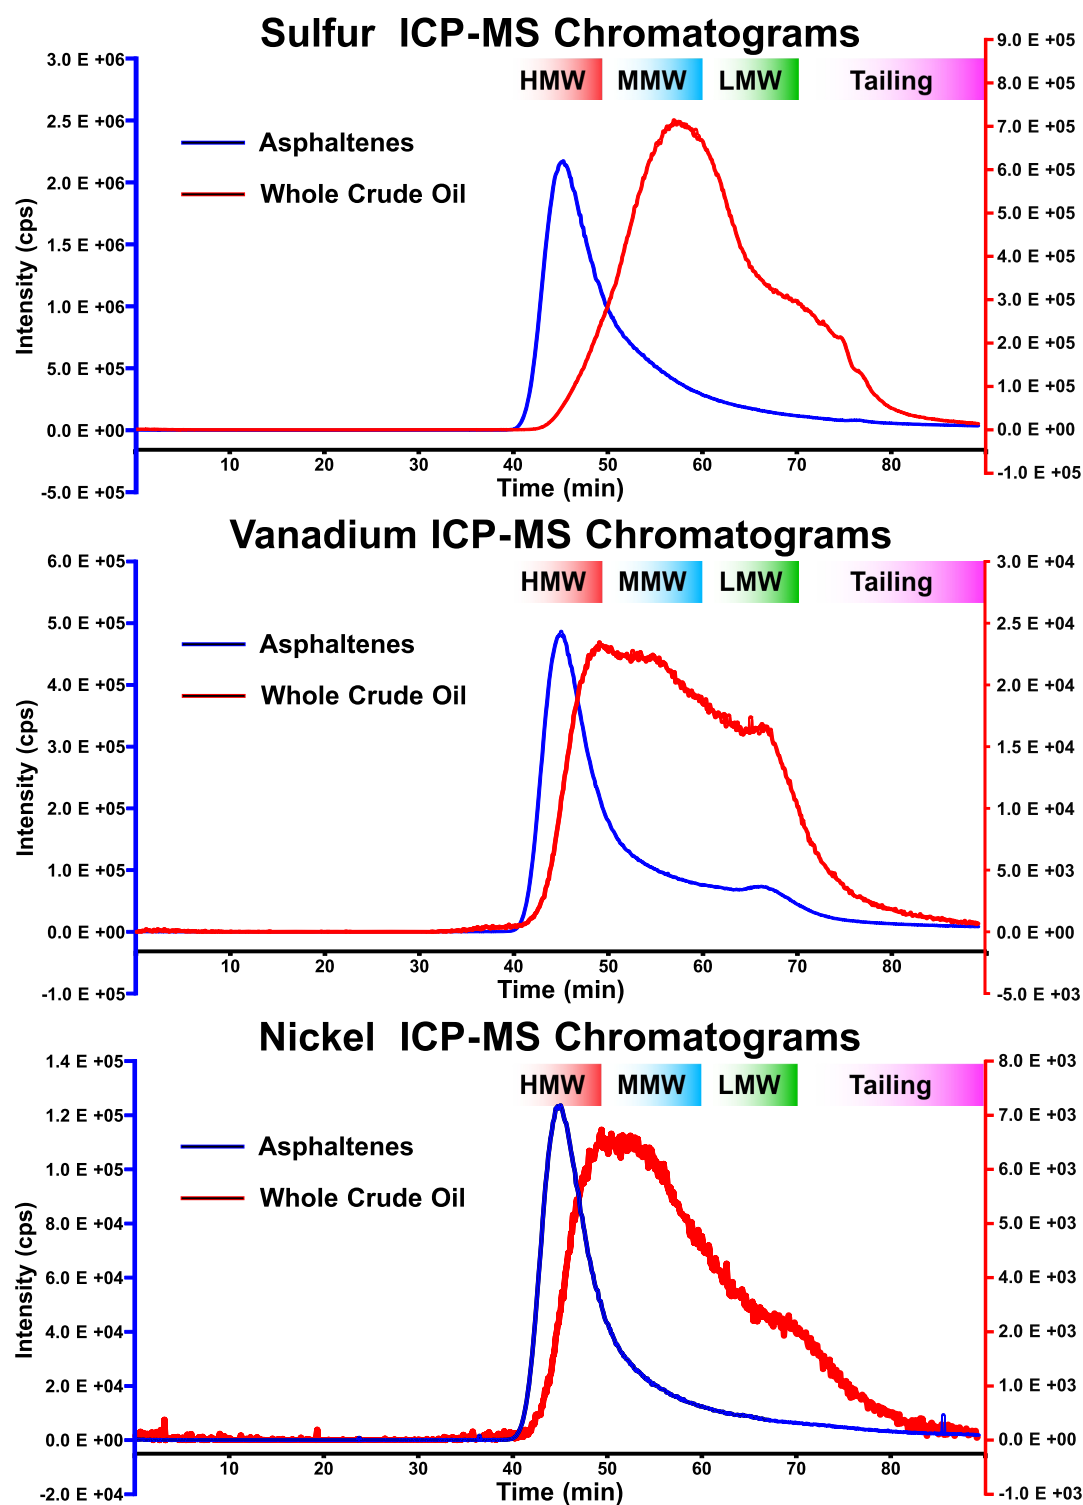 Sulfur ICP-MS Chromatograms
HMW MMW LMW Tailing
Asphaltenes
Whole Crude Oil
Intensity (cps)
3.0 E +06
2.5 E +06
2.0 E +06
1.5 E +06
1.0 E +06
5.0 E +05
0.0 E +00
-5.0 E +05
9.0 E +05
8.0 E +05
7.0 E +05
6.0 E +05
5.0 E +05
4.0 E +05
3.0 E +05
2.0 E +05
1.0 E +05
0.0 E +00
-1.0 E +05
10 20 30 40 50 60 70 80
Time (min)
Vanadium ICP-MS Chromatograms
HMW MMW LMW Tailing
Asphaltenes
Whole Crude Oil
Intensity (cps)
6.0 E +05
5.0 E +05
4.0 E +05
3.0 E +05
2.0 E +05
1.0 E +05
0.0 E +00
-1.0 E +05
3.0 E +04
2.5 E +04
2.0 E +04
1.5 E +04
1.0 E +04
5.0 E +03
0.0 E +00
-5.0 E +03
10 20 30 40 50 60 70 80
Time (min)
Nickel ICP-MS Chromatograms
HMW MMW LMW Tailing
Asphaltenes
Whole Crude Oil
Intensity (cps)
1.4 E +05
1.2 E +05
1.0 E +05
8.0 E +04
6.0 E +04
4.0 E +04
2.0 E +04
0.0 E +00
-2.0 E +04
8.0 E +03
7.0 E +03
6.0 E +03
5.0 E +03
4.0 E +03
2.0 E +03
1.0 E +03
0.0 E +00
-1.0 E +03
10 20 30 40 50 60 70 80
Time (min)